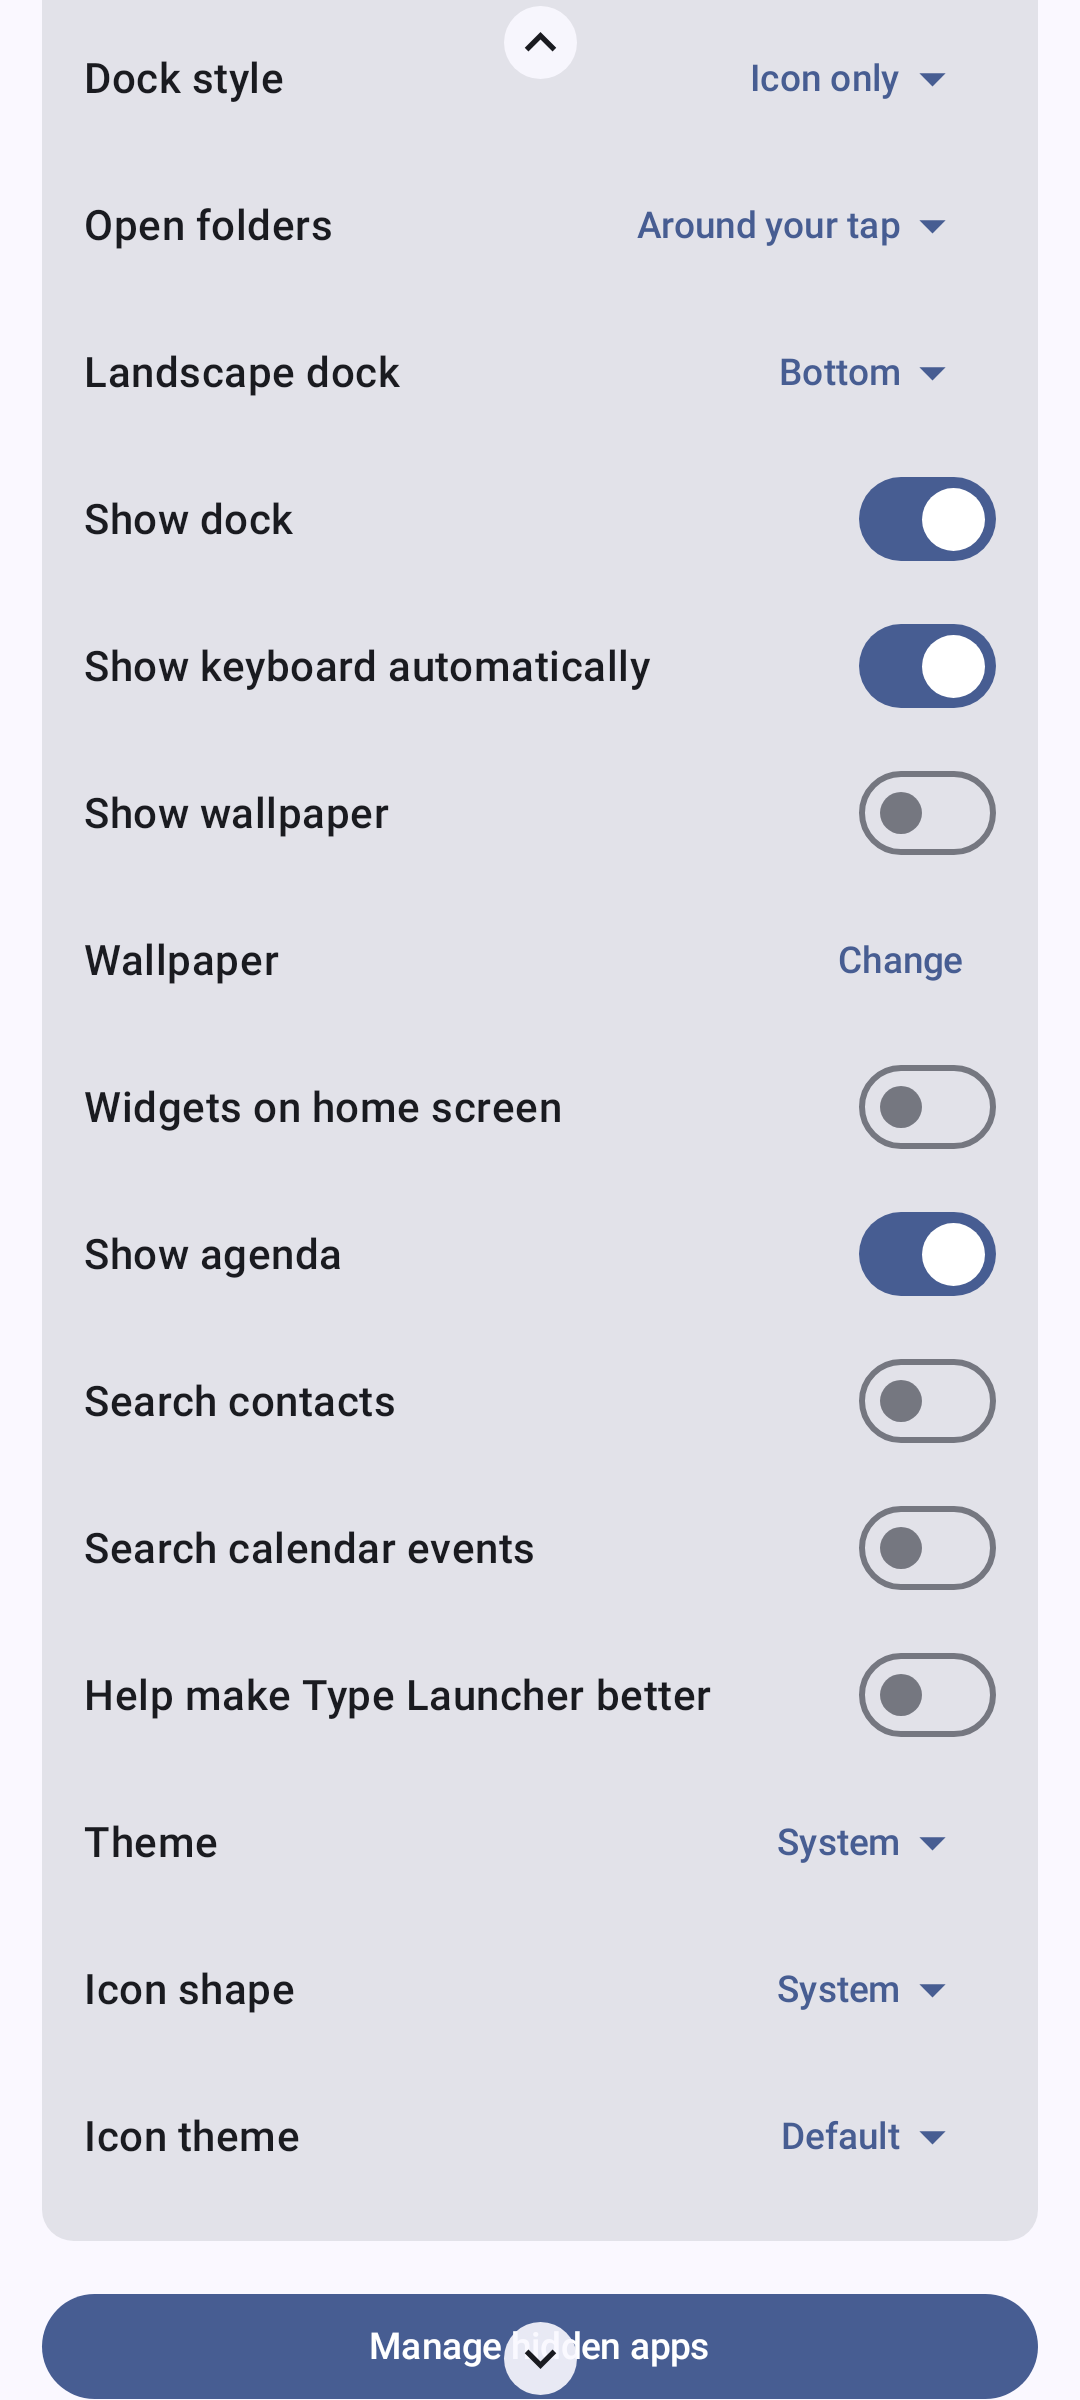 Dock style
Icon only
Open folders
Around your tap
Landscape dock
Bottom
Show dock
Show keyboard automatically
Show wallpaper
Wallpaper
Change
Widgets on home screen
Show agenda
Search contacts
Search calendar events
Help make Type Launcher better
Theme
System
Icon shape
System
Icon theme
Default
Manage hidden apps